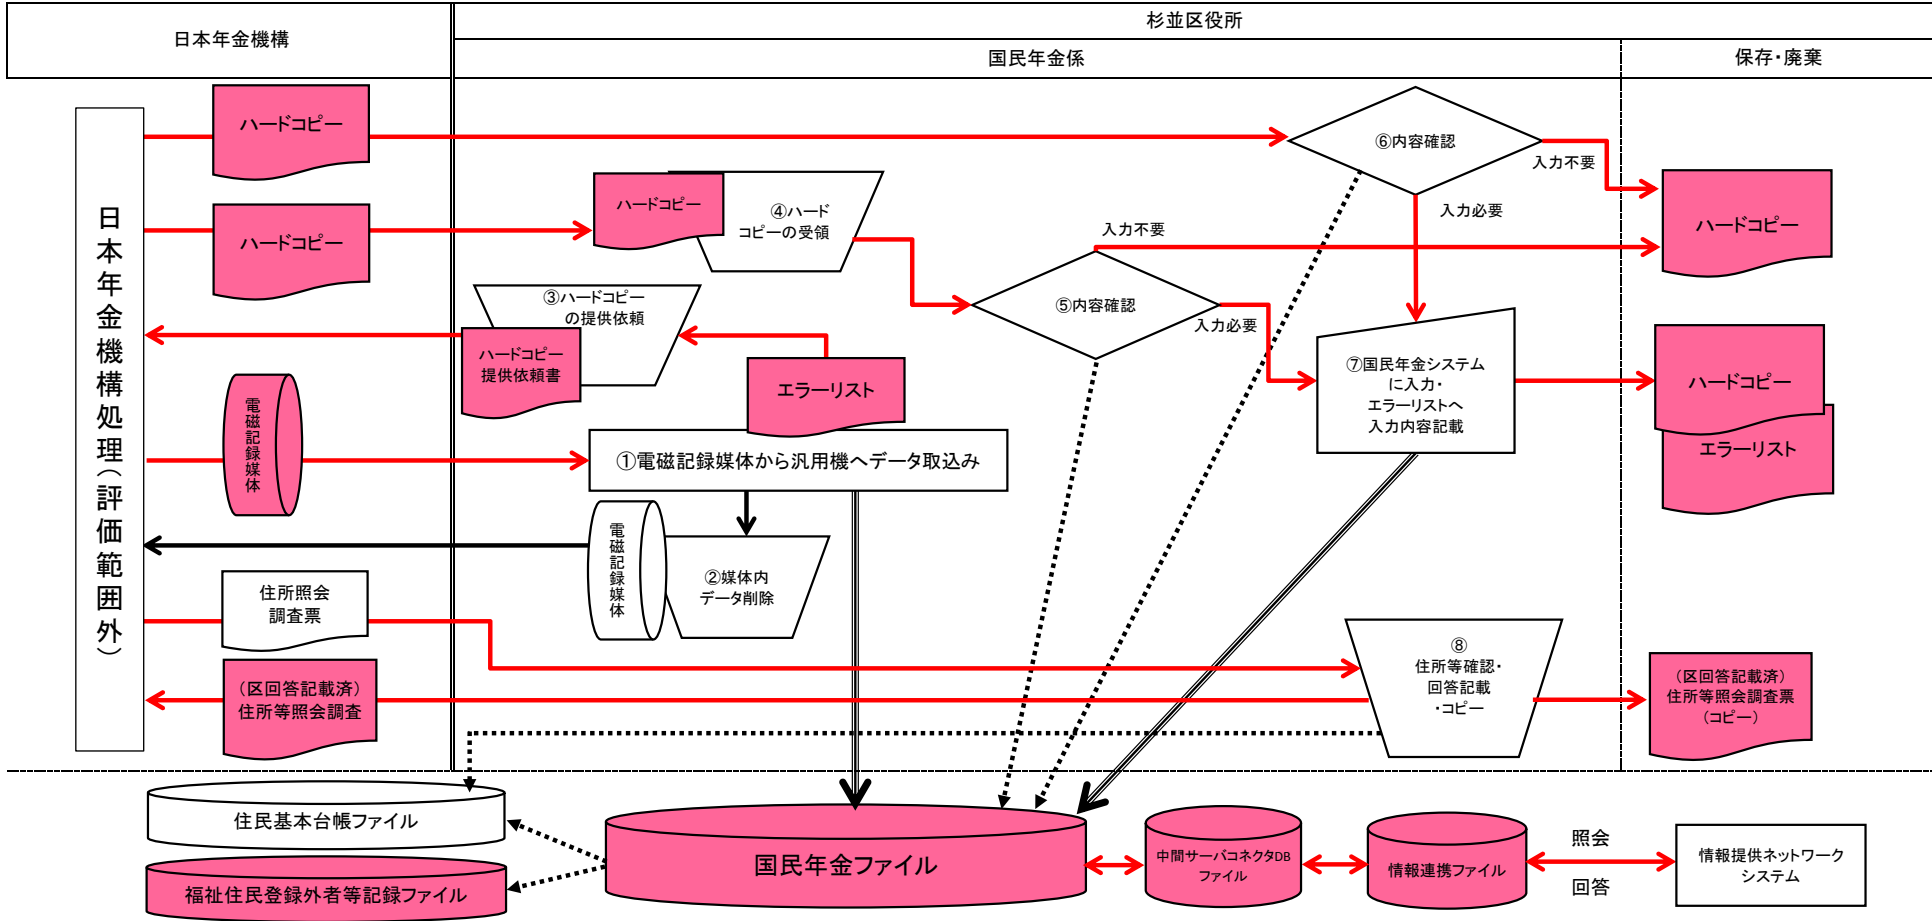 日本年金機構
杉並区役所
国民年金係
保存・廃棄
日本年金機構処理(評価範囲外)
ハードコピー
⑥内容確認
入力不要
入力必要
ハードコピー
ハードコピー
ハードコピー
④ハード
コピーの受領
入力不要
⑤内容確認
入力必要
③ハードコピー
の提供依頼
ハードコピー
提供依頼書
エラーリスト
⑦国民年金システム
に入力・
エラーリストへ
入力内容記載
ハードコピー
エラーリスト
電磁記録媒体
①電磁記録媒体から汎用機へデータ取込み
電磁記録媒体
②媒体内
データ削除
住所照会
調査票
⑧
住所等確認・
回答記載
・コピー
(区回答記載済)
住所等照会調査
(区回答記載済)
住所等照会調査票
(コピー)
住民基本台帳ファイル
福祉住民登録外者等記録ファイル
国民年金ファイル
中間サーバコネクタDB
ファイル
情報連携ファイル
照会
回答
情報提供ネットワーク
システム